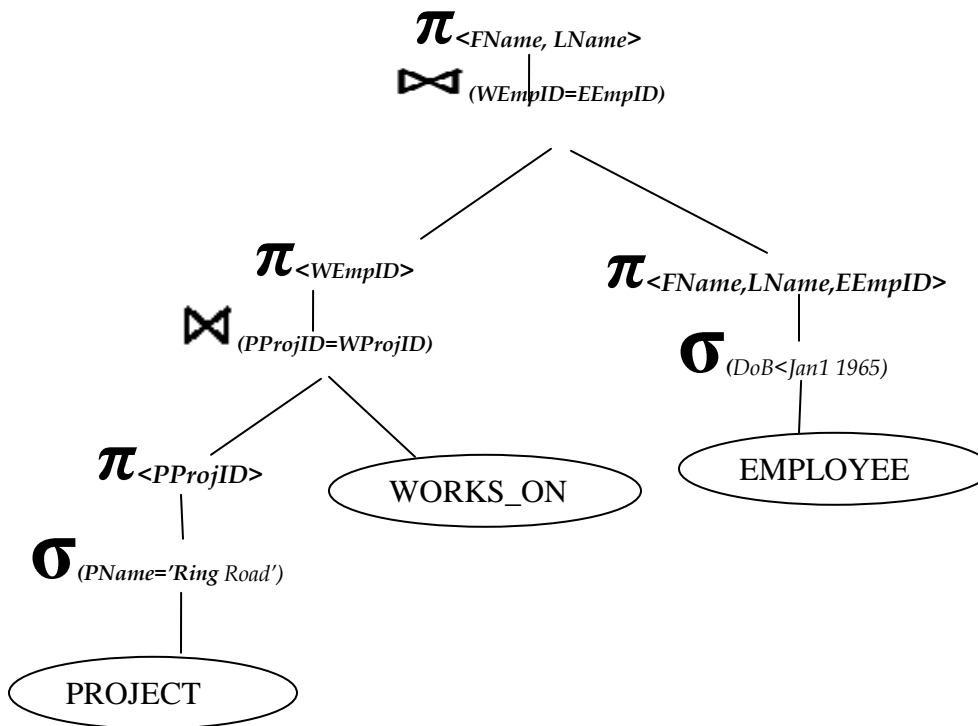 π<FName, LName>
⋈(WEmpID=EEmpID)
π<WEmpID>
π<FName,LName,EEmpID>
⋈(PProjID=WProjID)
σ(DoB<Jan1 1965)
π<PProjID>
WORKS_ON
EMPLOYEE
σ(PName=’Ring Road’)
PROJECT